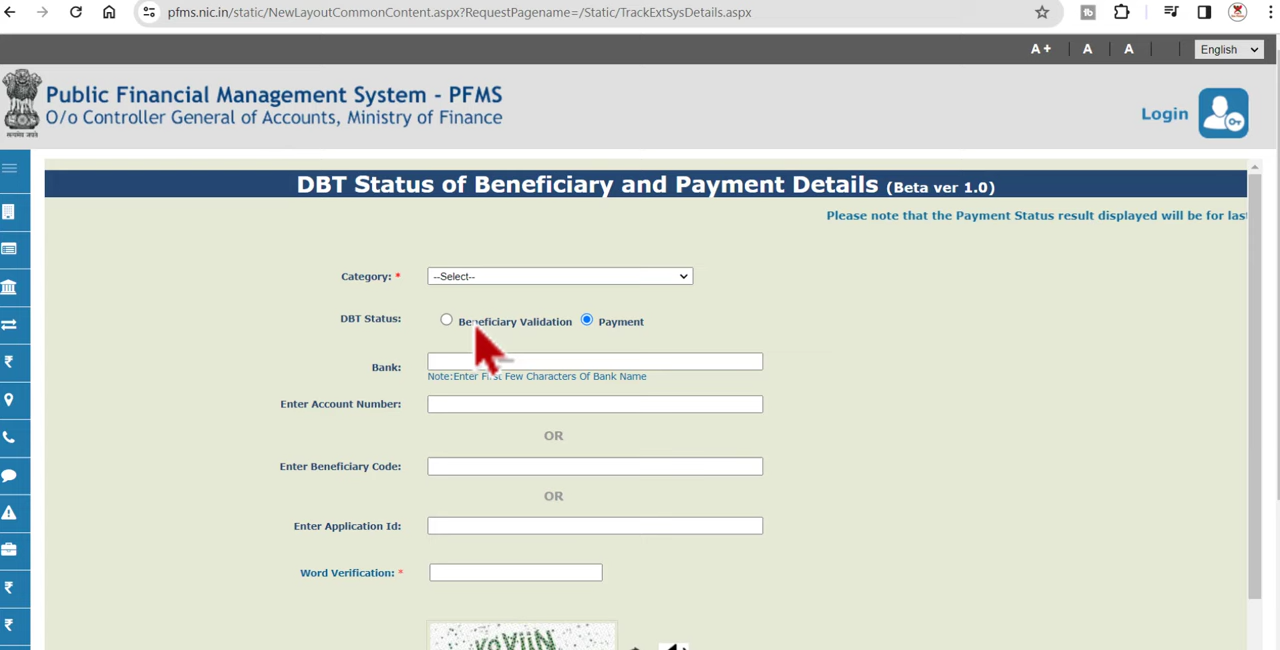 pfms.nic.in/static/NewLayoutCommonContent.aspx?RequestPagename=/Static/TrackExtSysDetails.aspx
A+ A A English
Public Financial Management System - PFMS
O/o Controller General of Accounts, Ministry of Finance
Login
DBT Status of Beneficiary and Payment Details (Beta ver 1.0)
Please note that the Payment Status result displayed will be for las
Category: * --Select--
DBT Status: Beneficiary Validation Payment
Bank:
Note:Enter First Few Characters Of Bank Name
Enter Account Number:
OR
Enter Beneficiary Code:
OR
Enter Application Id:
Word Verification: *